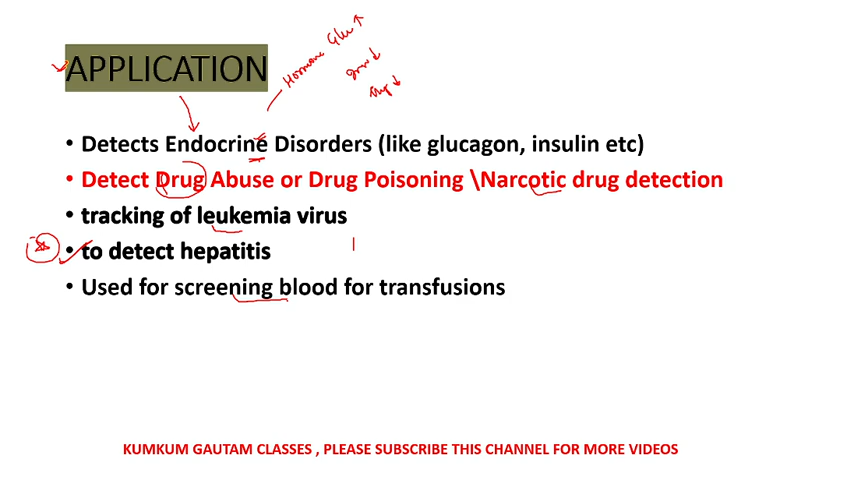 APPLICATION
Hormone Glu ↑
• Detects Endocrine Disorders (like glucagon, insulin etc)
• Detect Drug Abuse or Drug Poisoning \Narcotic drug detection
• tracking of leukemia virus
• to detect hepatitis
• Used for screening blood for transfusions
KUMKUM GAUTAM CLASSES , PLEASE SUBSCRIBE THIS CHANNEL FOR MORE VIDEOS